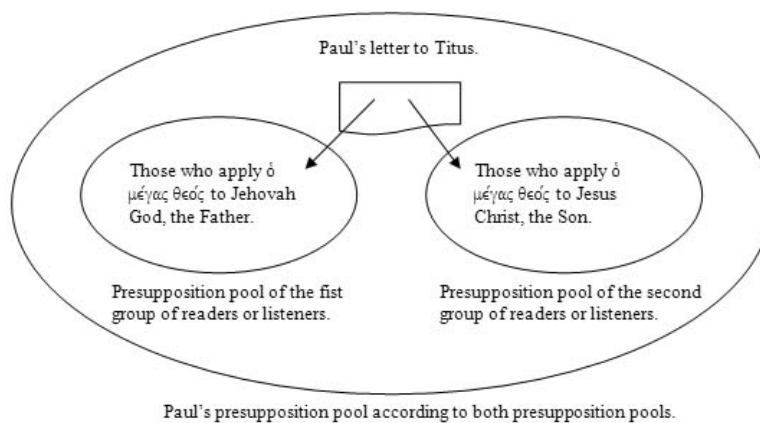 Paul's letter to Titus.
Those who apply ὁ
μέγας θεός to Jehovah
God, the Father.
Those who apply ὁ
μέγας θεός to Jesus
Christ, the Son.
Presupposition pool of the fist
group of readers or listeners.
Presupposition pool of the second
group of readers or listeners.
Paul's presupposition pool according to both presupposition pools.